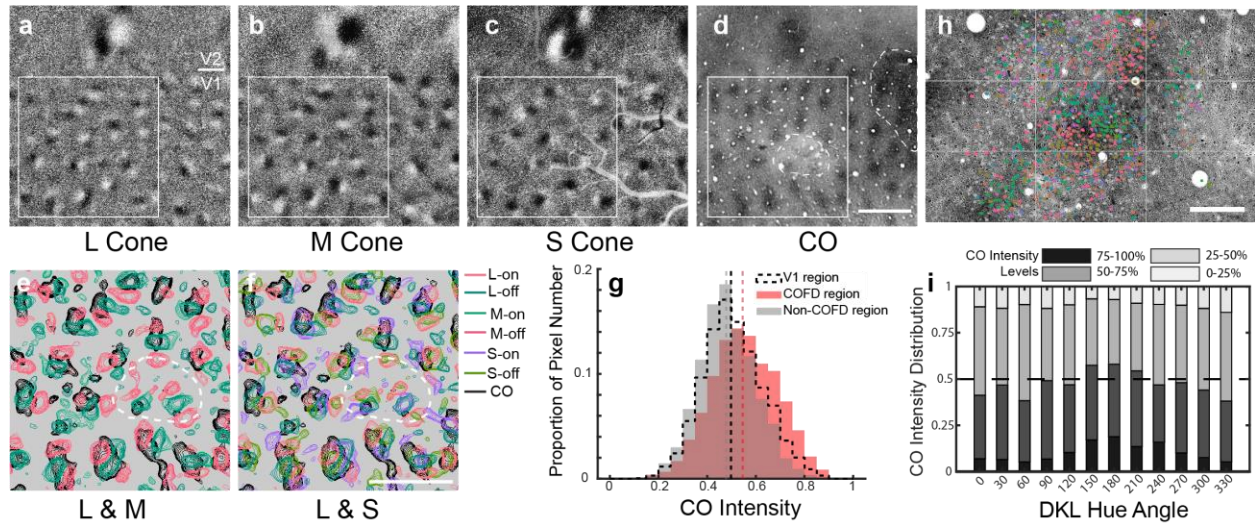 a
V2
V1
L Cone
b
M Cone
c
S Cone
d
CO
h
e
L & M
f
L & S
L-on
L-off
M-on
M-off
S-on
S-off
CO
g
V1 region
COFD region
Non-COFD region
Proportion of Pixel Number
0.2
0.1
0
0 0.2 0.4 0.6 0.8 1
CO Intensity
CO Intensity
Levels
75-100%
50-75%
25-50%
0-25%
i
CO Intensity Distribution
1
0.75
0.5
0.25
0
0 30 60 90 120 150 180 210 240 270 300 330
DKL Hue Angle